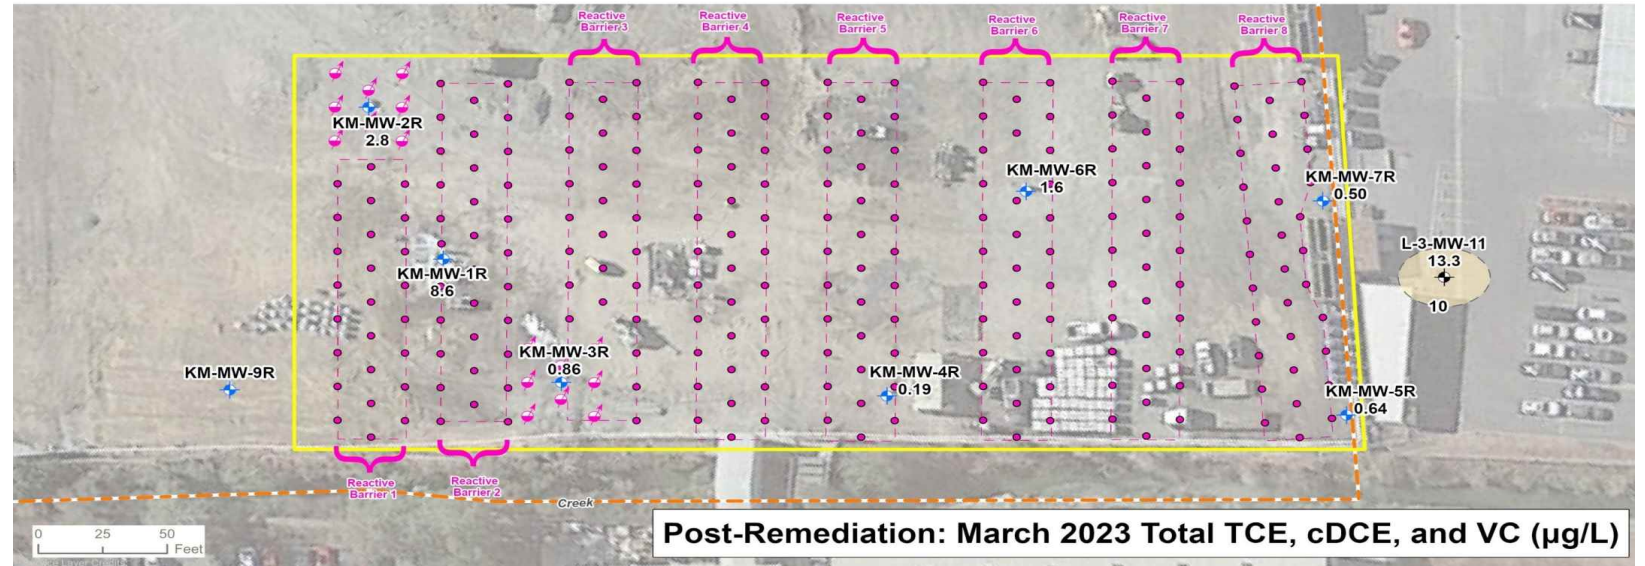 Reactive
Barrier 3
Reactive
Barrier 4
Reactive
Barrier 5
Reactive
Barrier 6
Reactive
Barrier 7
Reactive
Barrier 8
KM-MW-2R
2.8
KM-MW-6R
1.6
KM-MW-7R
0.50
L-3-MW-11
13.3
10
KM-MW-1R
8.6
KM-MW-3R
0.86
KM-MW-9R
KM-MW-4R
0.19
KM-MW-5R
0.64
Reactive
Barrier 1
Reactive
Barrier 2
Creek
0 25 50
Feet
Post-Remediation: March 2023 Total TCE, cDCE, and VC (µg/L)